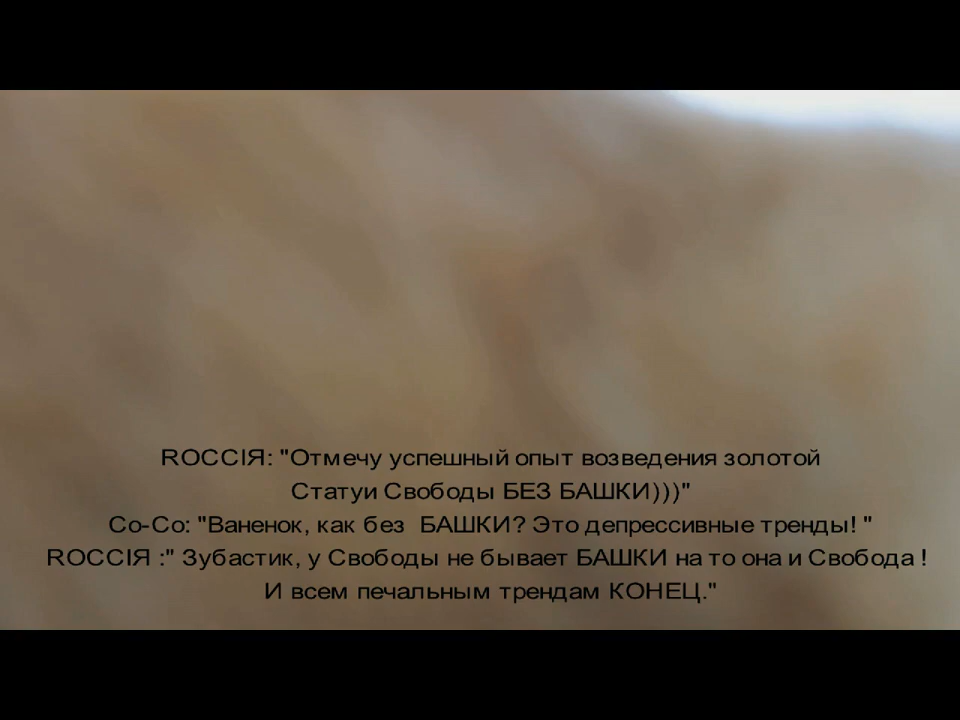 ROCCIЯ: "Отмечу успешный опыт возведения золотой
Статуи Свободы БЕЗ БАШКИ)))"
Со-Со: "Ваненок, как без  БАШКИ? Это депрессивные тренды! "
ROCCIЯ :" Зубастик, у Свободы не бывает БАШКИ на то она и Свобода !
И всем печальным трендам КОНЕЦ."